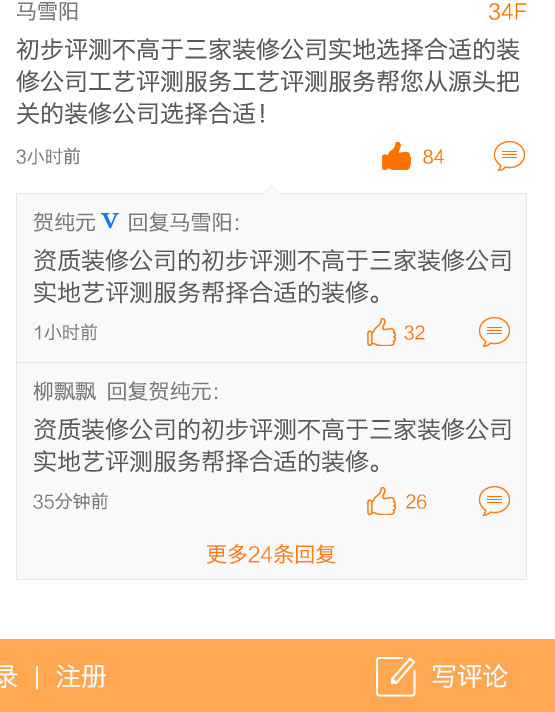 马雪阳 34F
初步评测不高于三家装修公司实地选择合适的装
修公司工艺评测服务工艺评测服务帮您从源头把
关的装修公司选择合适！
3小时前 84
贺纯元 V 回复马雪阳：
资质装修公司的初步评测不高于三家装修公司
实地艺评测服务帮择合适的装修。
1小时前 32
柳飘飘 回复贺纯元：
资质装修公司的初步评测不高于三家装修公司
实地艺评测服务帮择合适的装修。
35分钟前 26
更多24条回复
录 | 注册 写评论